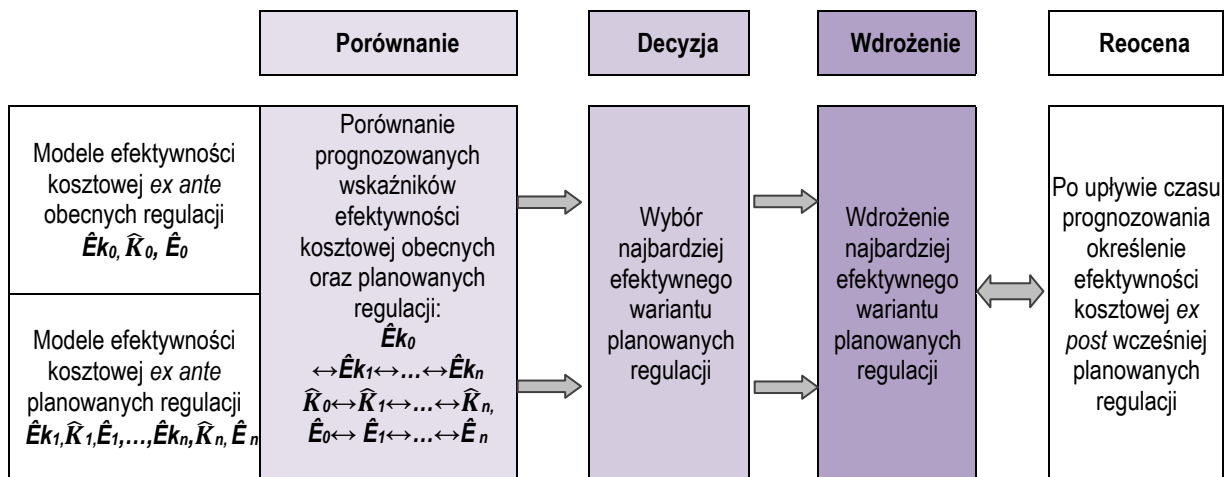 Porównanie
Decyzja
Wdrożenie
Reocena
Modele efektywności
kosztowej ex ante
obecnych regulacji
Êk₀, K̂₀, Ê₀
Modele efektywności
kosztowej ex ante
planowanych regulacji
Êk₁,K̂₁,Ê₁,...,Êkₙ,K̂ₙ, Ê ₙ
Porównanie
prognozowanych
wskaźników
efektywności
kosztowej obecnych
oraz planowanych
regulacji:
Êk₀
↔Êk₁↔...↔Êkₙ
K̂₀↔K̂₁↔...↔K̂ₙ,
Ê₀↔ Ê₁↔...↔Ê ₙ
Wybór
najbardziej
efektywnego
wariantu
planowanych
regulacji
Wdrożenie
najbardziej
efektywnego
wariantu
planowanych
regulacji
Po upływie czasu
prognozowania
określenie
efektywności
kosztowej ex
post wcześniej
planowanych
regulacji